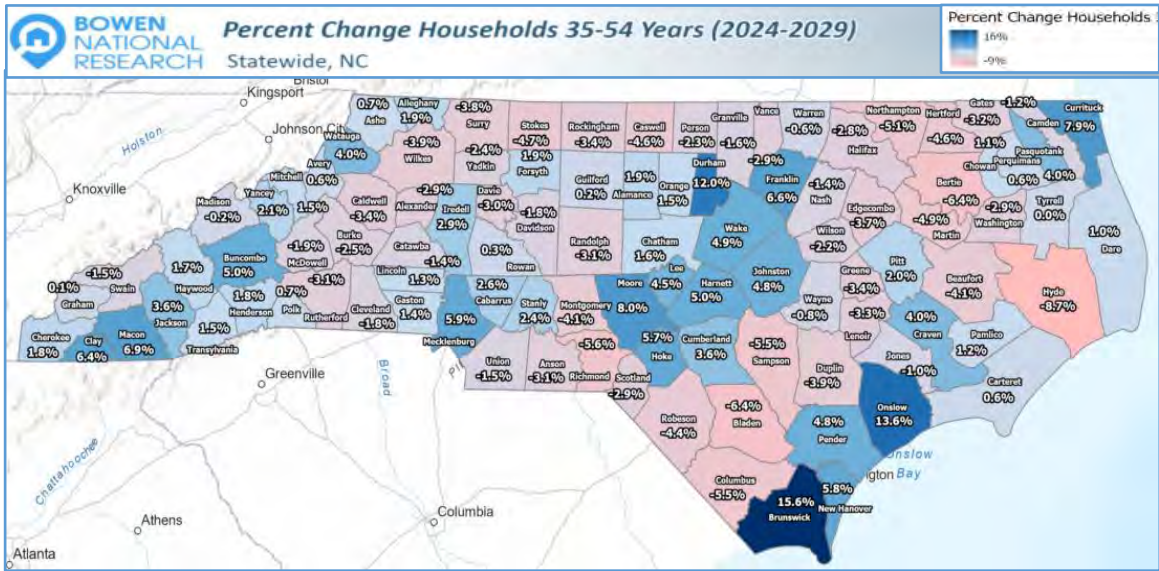 BOWEN
NATIONAL
RESEARCH
Percent Change Households 35-54 Years (2024-2029)
Statewide, NC
Percent Change Households
16%
-9%
Bristol
Kingsport
Johnson City
Holston
Knoxville
Greenville
Broad
Chattahoochee
Athens
Atlanta
Columbia
Onslow
Bay
ngton
0.7%
Ashe
Alleghany
1.9%
-3.8%
Surry
Stokes
-4.7%
Rockingham
-3.4%
Caswell
-4.6%
Person
-2.3%
Granville
-1.6%
Vance
-2.9%
Warren
-0.6%
Northampton
-5.1%
Halifax
-2.8%
Hertford
-4.6%
Gates
-3.2%
-1.2%
Camden
Currituck
7.9%
Pasquotank
4.0%
Perquimans
0.6%
Chowan
1.1%
Watauga
4.0%
-3.9%
Wilkes
-2.4%
Yadkin
1.9%
Forsyth
Guilford
0.2%
1.9%
Alamance
Orange
1.5%
Durham
12.0%
Franklin
6.6%
-1.4%
Nash
Edgecombe
-3.7%
Bertie
-6.4%
-4.9%
Martin
-2.9%
Washington
Tyrrell
0.0%
1.0%
Dare
Avery
0.6%
Mitchell
1.5%
Yancey
2.1%
Madison
-0.2%
Caldwell
-3.4%
-2.9%
Alexander
Iredell
2.9%
Davie
-3.0%
-1.8%
Davidson
Randolph
-3.1%
Chatham
1.6%
Wake
4.9%
Wilson
-2.2%
Pitt
2.0%
Beaufort
-4.1%
Hyde
-8.7%
Burke
-2.5%
-1.9%
McDowell
Catawba
-1.4%
0.3%
Rowan
Buncombe
5.0%
1.7%
Haywood
-1.5%
Swain
0.1%
Graham
Cherokee
1.8%
Clay
6.4%
Macon
6.9%
3.6%
Jackson
1.5%
Transylvania
1.8%
Henderson
0.7%
Polk
-3.1%
Rutherford
Cleveland
-1.8%
Lincoln
1.3%
Gaston
1.4%
5.9%
Mecklenburg
2.6%
Cabarrus
Stanly
2.4%
Montgomery
-4.1%
Moore
8.0%
Lee
4.5%
Harnett
5.0%
Johnston
4.8%
Wayne
-0.8%
Greene
-3.4%
-3.3%
Lenoir
4.0%
Craven
Pamlico
1.2%
Jones
-1.0%
Carteret
0.6%
Union
-1.5%
Anson
-3.1%
-5.6%
Richmond
Scotland
-2.9%
5.7%
Hoke
Cumberland
3.6%
-5.5%
Sampson
Duplin
-3.9%
Onslow
13.6%
Robeson
-4.4%
-6.4%
Bladen
4.8%
Pender
Columbus
-5.5%
15.6%
Brunswick
5.8%
New Hanover